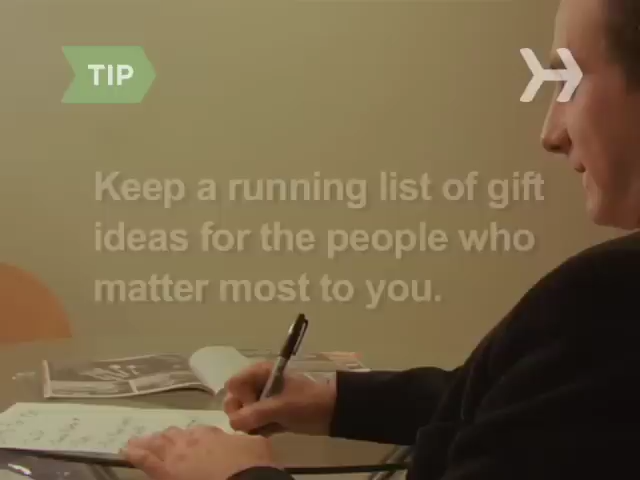 TIP
Keep a running list of gift
ideas for the people who
matter most to you.